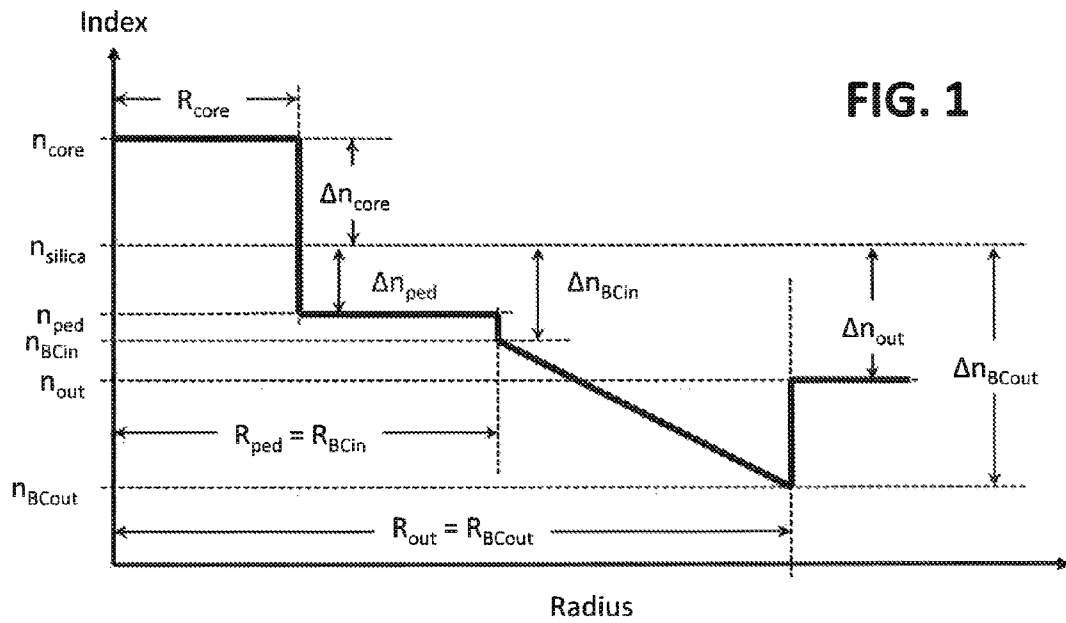 Index
FIG. 1
R_core
n_core
Δn_core
n_silica
Δn_ped
Δn_BCin
n_ped
n_BCin
Δn_out
n_out
Δn_BCout
R_ped = R_BCin
n_BCout
R_out = R_BCout
Radius